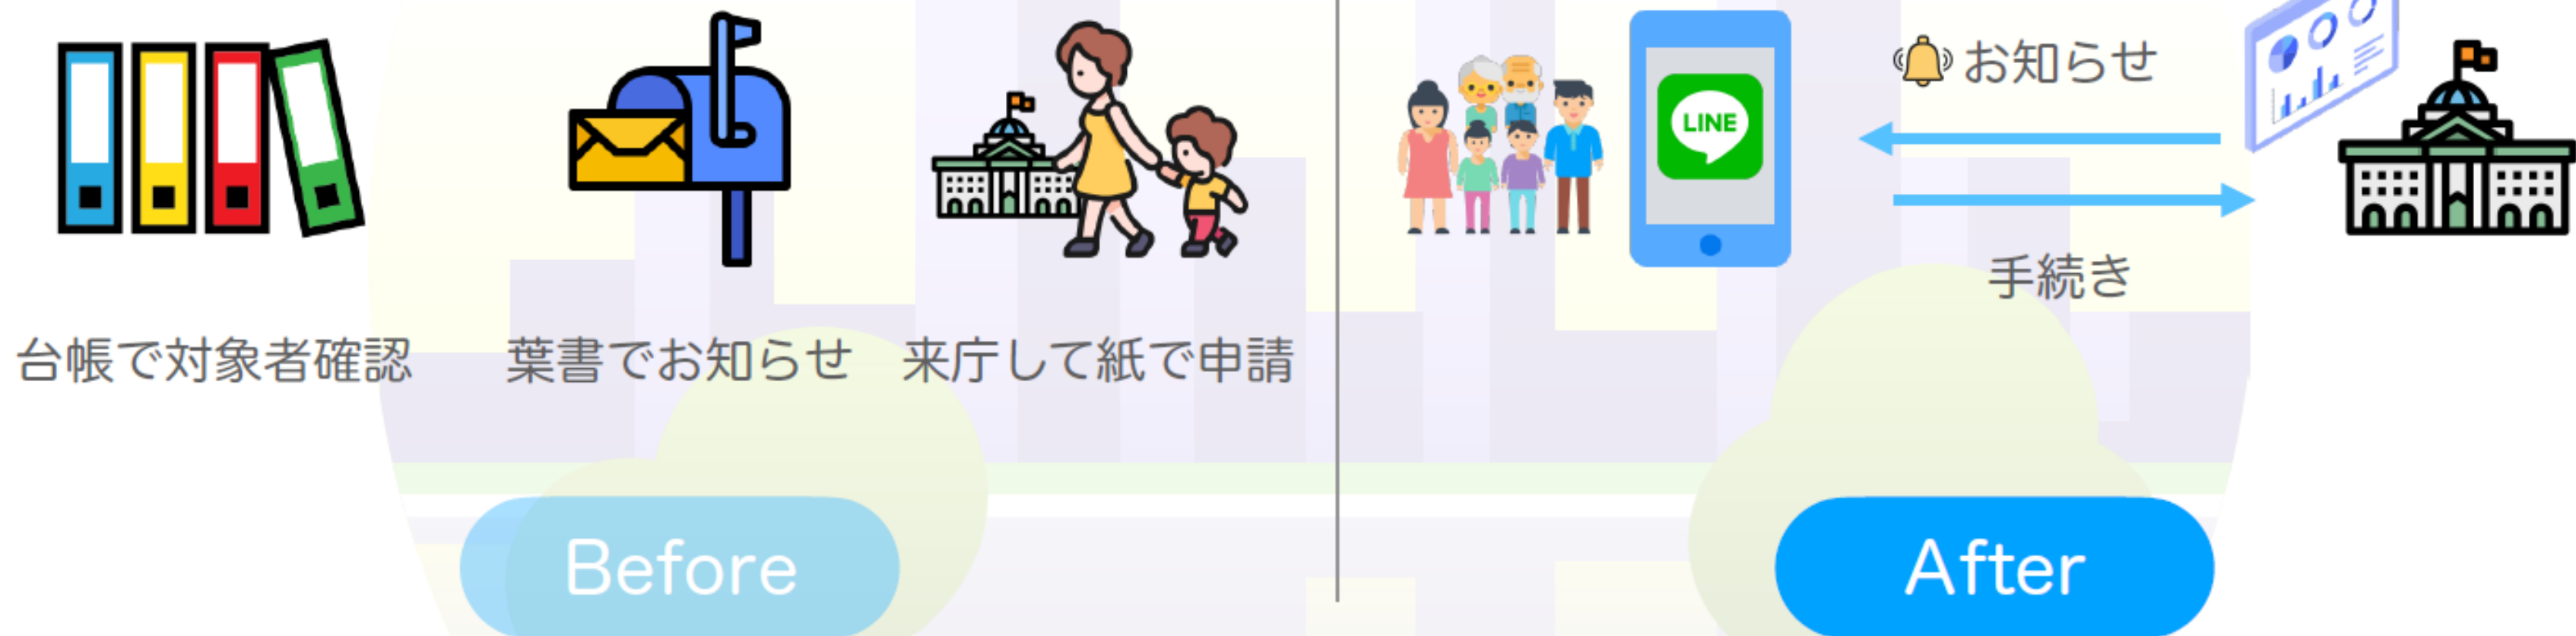 台帳で対象者確認
葉書でお知らせ
来庁して紙で申請
Before
LINE
お知らせ
手続き
After